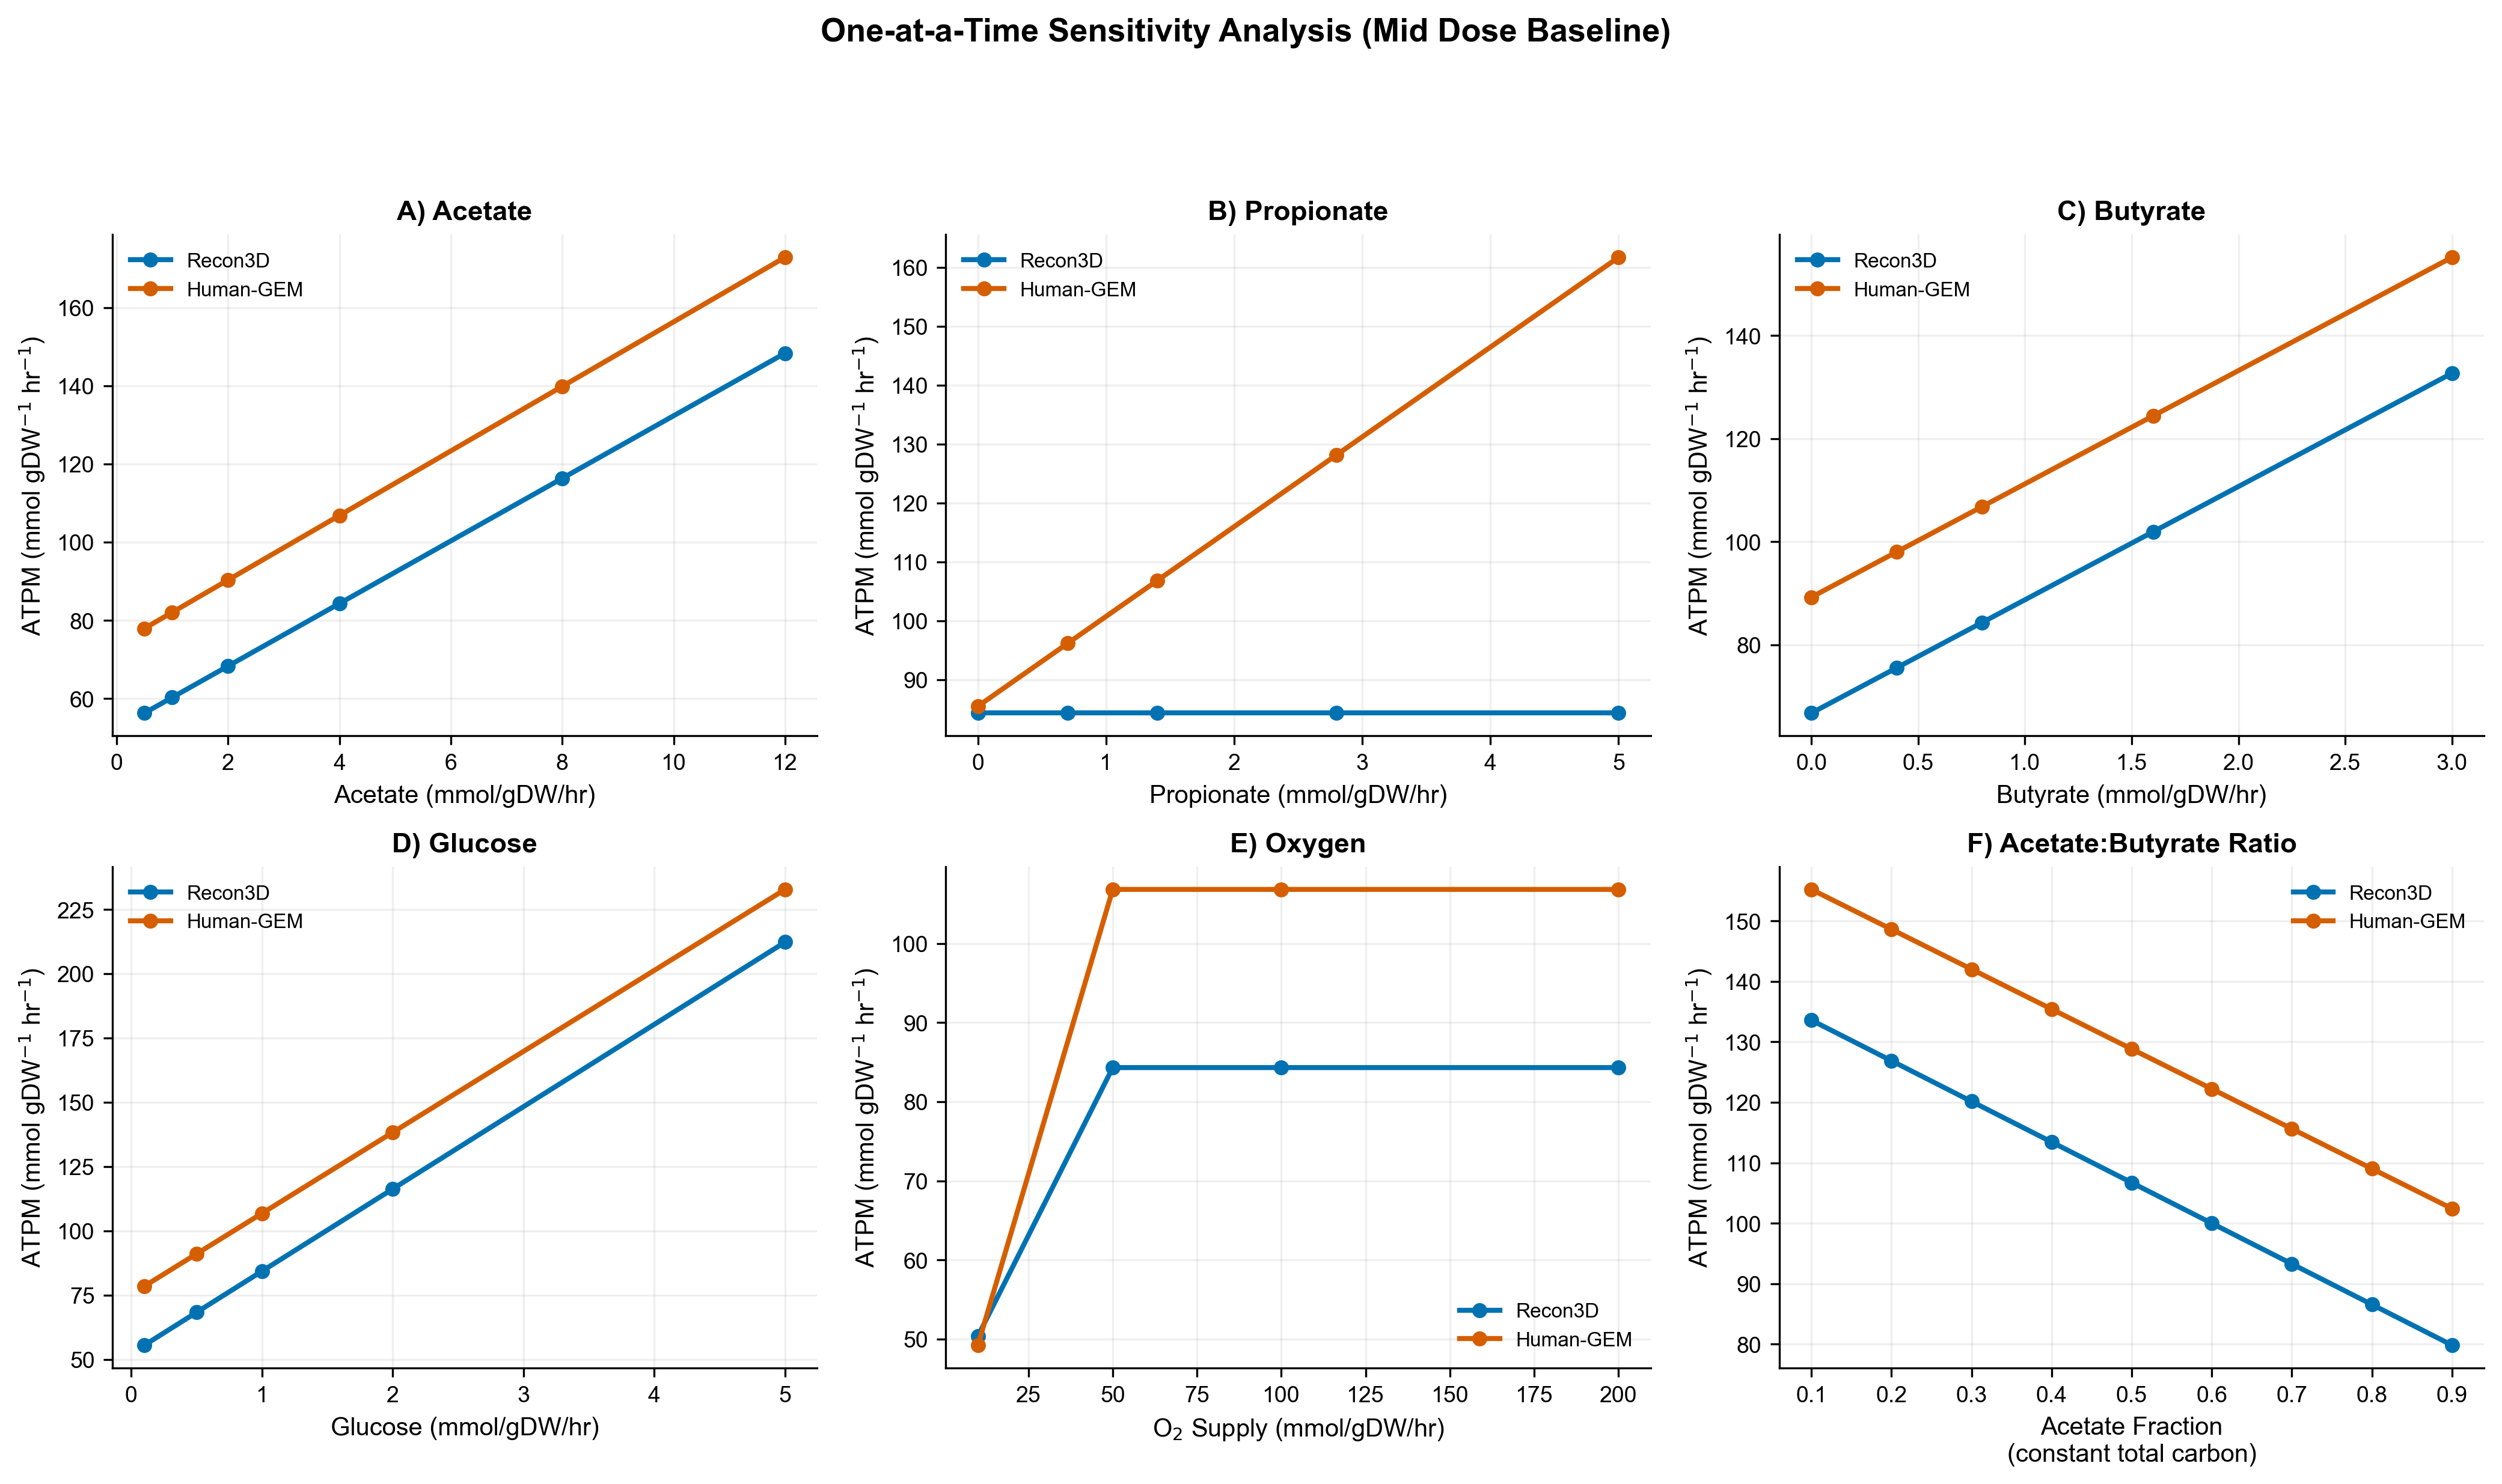 One-at-a-Time Sensitivity Analysis (Mid Dose Baseline)
A) Acetate
Recon3D
Human-GEM
160
140
120
100
80
60
ATPM (mmol gDW⁻¹ hr⁻¹)
0 2 4 6 8 10 12
Acetate (mmol/gDW/hr)
B) Propionate
Recon3D
Human-GEM
160
150
140
130
120
110
100
90
ATPM (mmol gDW⁻¹ hr⁻¹)
0 1 2 3 4 5
Propionate (mmol/gDW/hr)
C) Butyrate
Recon3D
Human-GEM
140
120
100
80
ATPM (mmol gDW⁻¹ hr⁻¹)
0.0 0.5 1.0 1.5 2.0 2.5 3.0
Butyrate (mmol/gDW/hr)
D) Glucose
Recon3D
Human-GEM
225
200
175
150
125
100
75
50
ATPM (mmol gDW⁻¹ hr⁻¹)
0 1 2 3 4 5
Glucose (mmol/gDW/hr)
E) Oxygen
100
90
80
70
60
50
ATPM (mmol gDW⁻¹ hr⁻¹)
Recon3D
Human-GEM
25 50 75 100 125 150 175 200
O₂ Supply (mmol/gDW/hr)
F) Acetate:Butyrate Ratio
Recon3D
Human-GEM
150
140
130
120
110
100
90
80
ATPM (mmol gDW⁻¹ hr⁻¹)
0.1 0.2 0.3 0.4 0.5 0.6 0.7 0.8 0.9
Acetate Fraction
(constant total carbon)